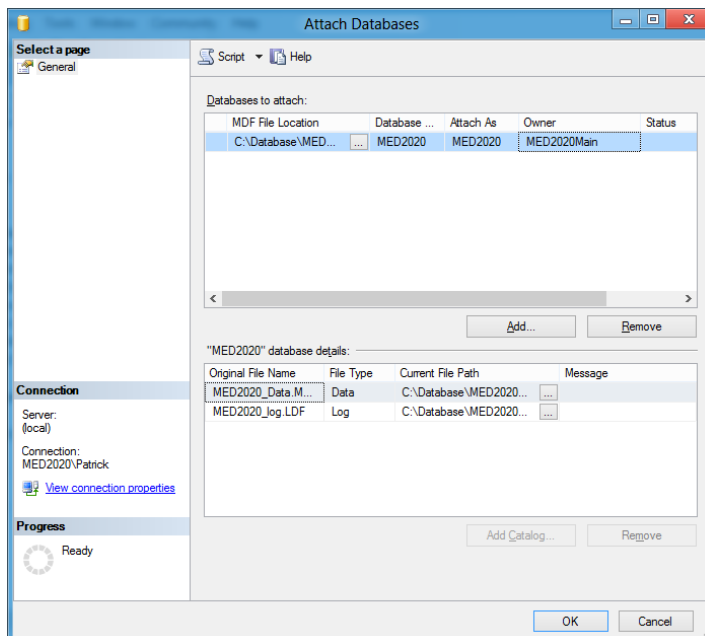 Attach Databases
Select a page
General
Script Help
Databases to attach:
MDF File Location Database ... Attach As Owner Status
C:\Database\MED... ... MED2020 MED2020 MED2020Main
Add... Remove
"MED2020" database details:
Original File Name File Type Current File Path Message
MED2020_Data.M... Data C:\Database\MED2020... ...
MED2020_log.LDF Log C:\Database\MED2020... ...
Add Catalog... Remove
Connection
Server:
(local)
Connection:
MED2020\Patrick
View connection properties
Progress
Ready
OK Cancel